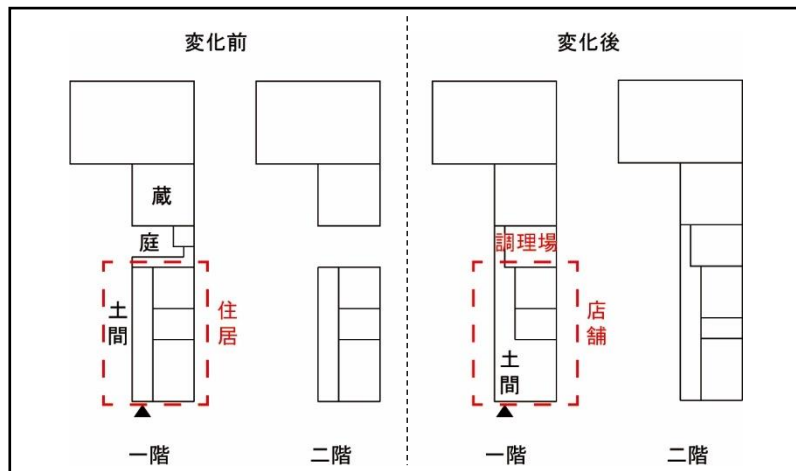 変化前
蔵
庭
土間
住居
一階
二階
変化後
調理場
店舗
土間
一階
二階